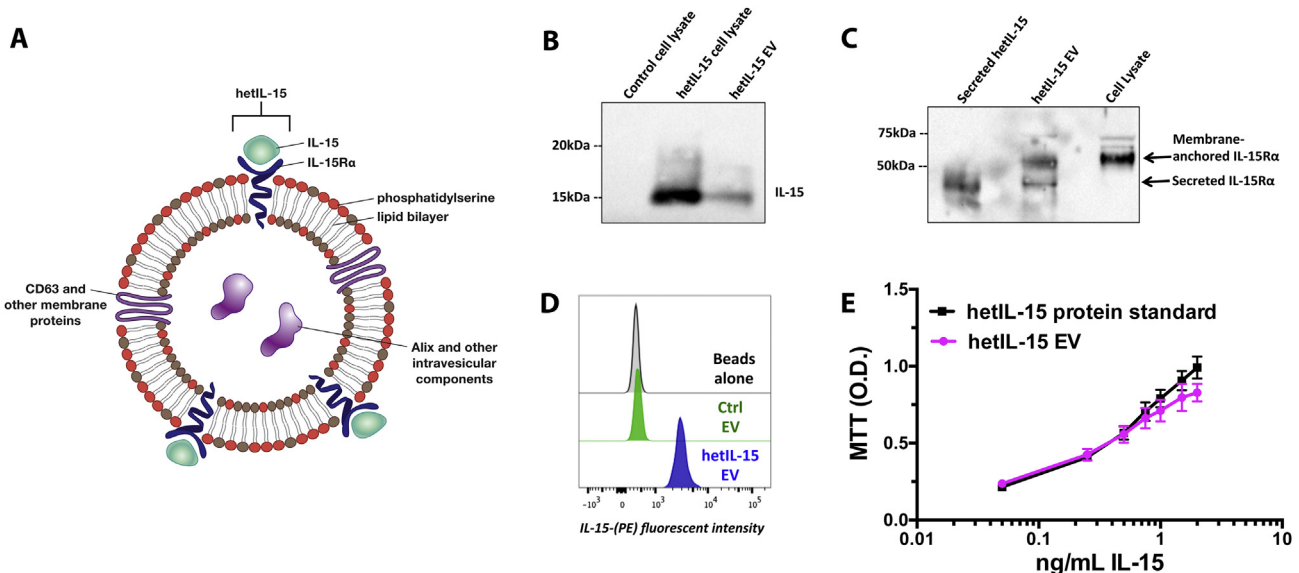 A
hetIL-15
IL-15
IL-15Rα
phosphatidylserine
lipid bilayer
CD63 and
other membrane
proteins
Alix and other
intravesicular
components
B
Control cell lysate
hetIL-15 cell lysate
hetIL-15 EV
20kDa --
15kDa --
IL-15
C
Secreted hetIL-15
hetIL-15 EV
Cell Lysate
75kDa --
50kDa --
Membrane-
anchored IL-15Rα
Secreted IL-15Rα
D
Beads
alone
Ctrl
EV
hetIL-15
EV
-10³ 0 10³ 10⁴ 10⁵
IL-15-(PE) fluorescent intensity
E
hetIL-15 protein standard
hetIL-15 EV
MTT (O.D.)
1.5
1.0
0.5
0.0
0.01 0.1 1 10
ng/mL IL-15